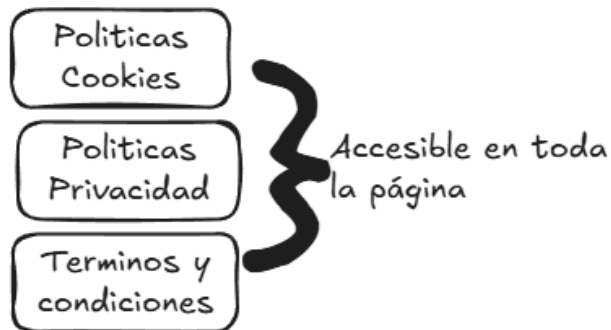 Politicas
Cookies
Politicas
Privacidad
Terminos y
condiciones
Accesible en toda
la página